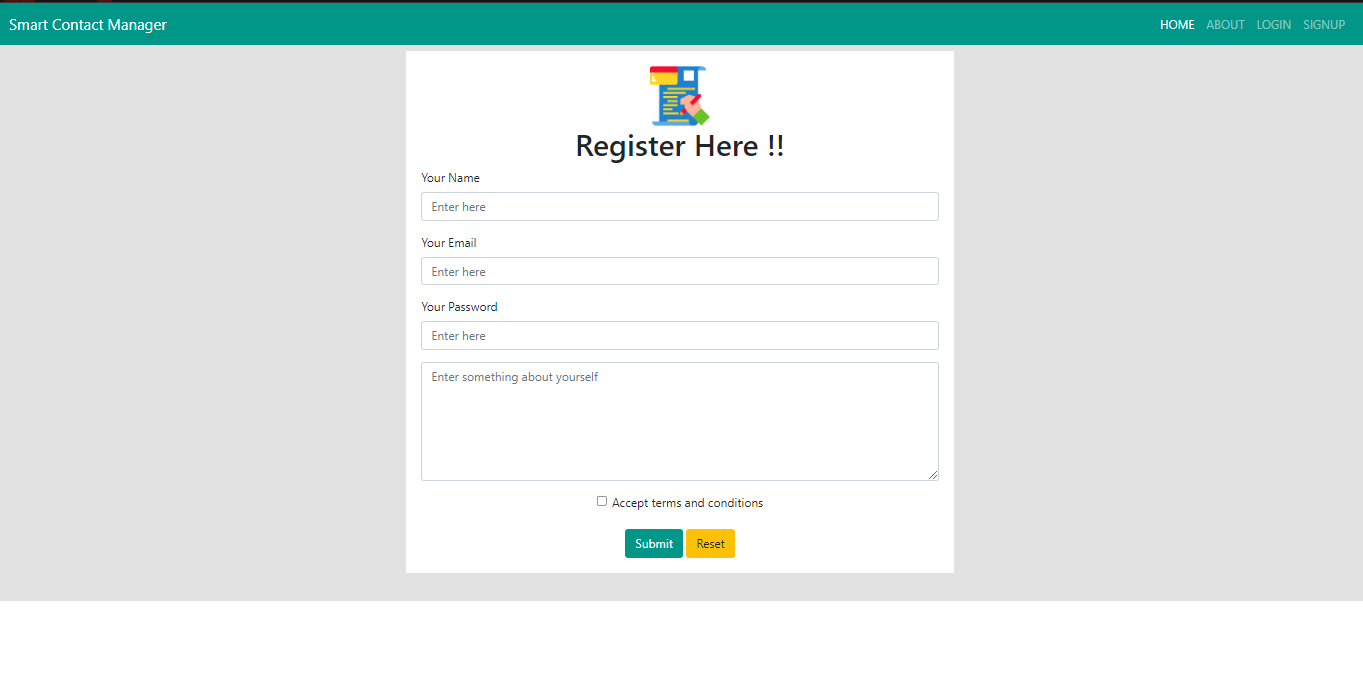 Smart Contact Manager HOME ABOUT LOGIN SIGNUP
Register Here !!
Your Name
Enter here
Your Email
Enter here
Your Password
Enter here
Enter something about yourself
Accept terms and conditions
Submit Reset